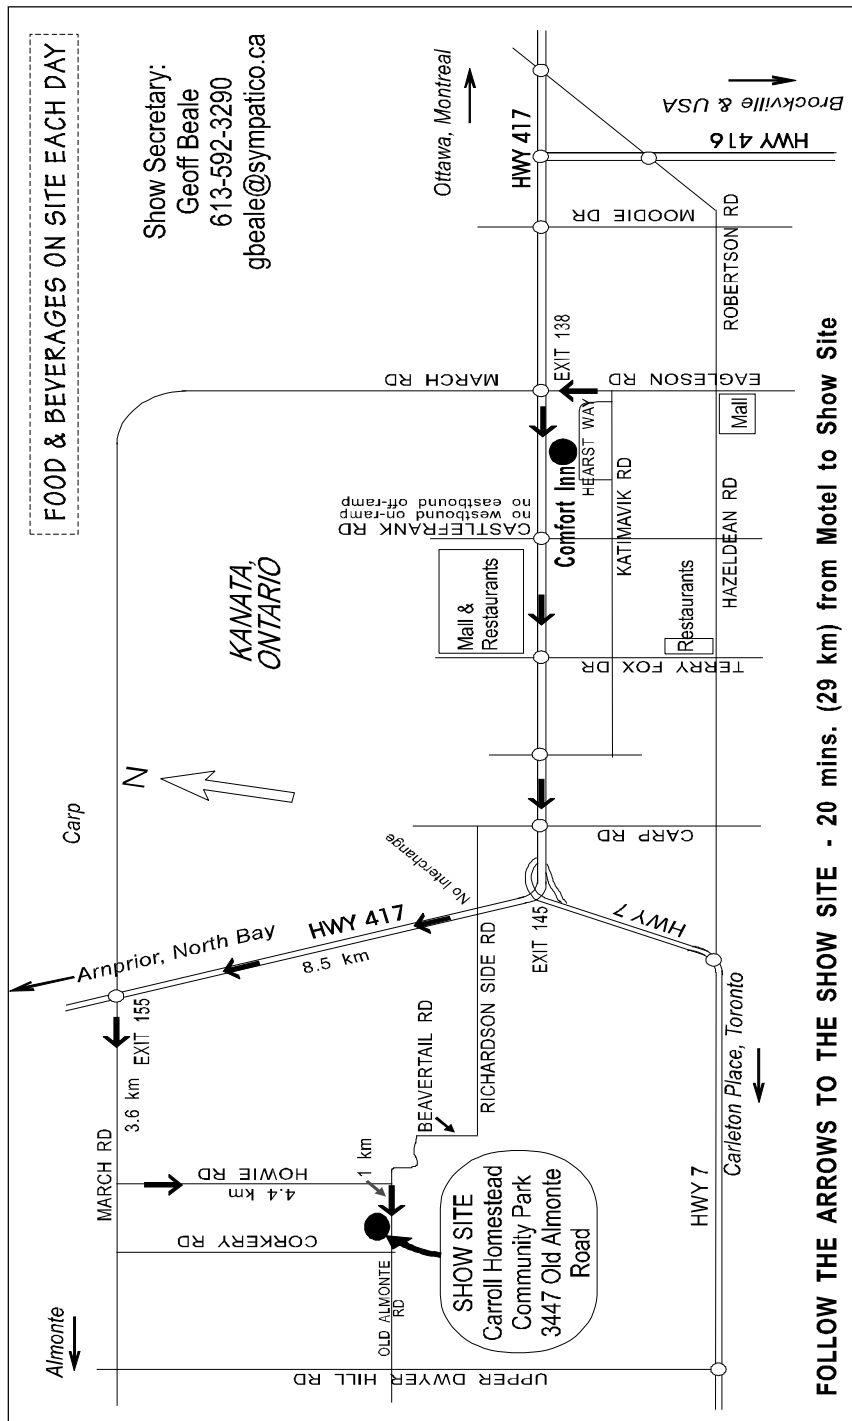 FOOD & BEVERAGES ON SITE EACH DAY
Show Secretary:
Geoff Beale
613-592-3290
gbeale@sympatico.ca
Almonte
Carp
Arnprior, North Bay
N
KANATA,
ONTARIO
Ottawa, Montreal
MARCH RD
3.6 km
EXIT 155
HWY 417
8.5 km
No Interchange
MARCH RD
CASTLEFRANK RD
no westbound on-ramp
no eastbound off-ramp
HOWIE RD
4.4 km
CORKERY RD
1 km
OLD ALMONTE
RD
UPPER DWYER HILL RD
BEAVERTAIL RD
RICHARDSON SIDE RD
SHOW SITE
Carroll Homestead
Community Park
3447 Old Almonte
Road
EXIT 145
HWY 7
CARP RD
Mall &
Restaurants
TERRY FOX DR
Restaurants
Comfort Inn
HEARST WAY
KATIMAVIK RD
EXIT 138
EAGLESON RD
Mall
HWY 417
MOODIE DR
HWY 416
Brockville & USA
HWY 7
Carleton Place, Toronto
HAZELDEAN RD
ROBERTSON RD
FOLLOW THE ARROWS TO THE SHOW SITE - 20 mins. (29 km) from Motel to Show Site